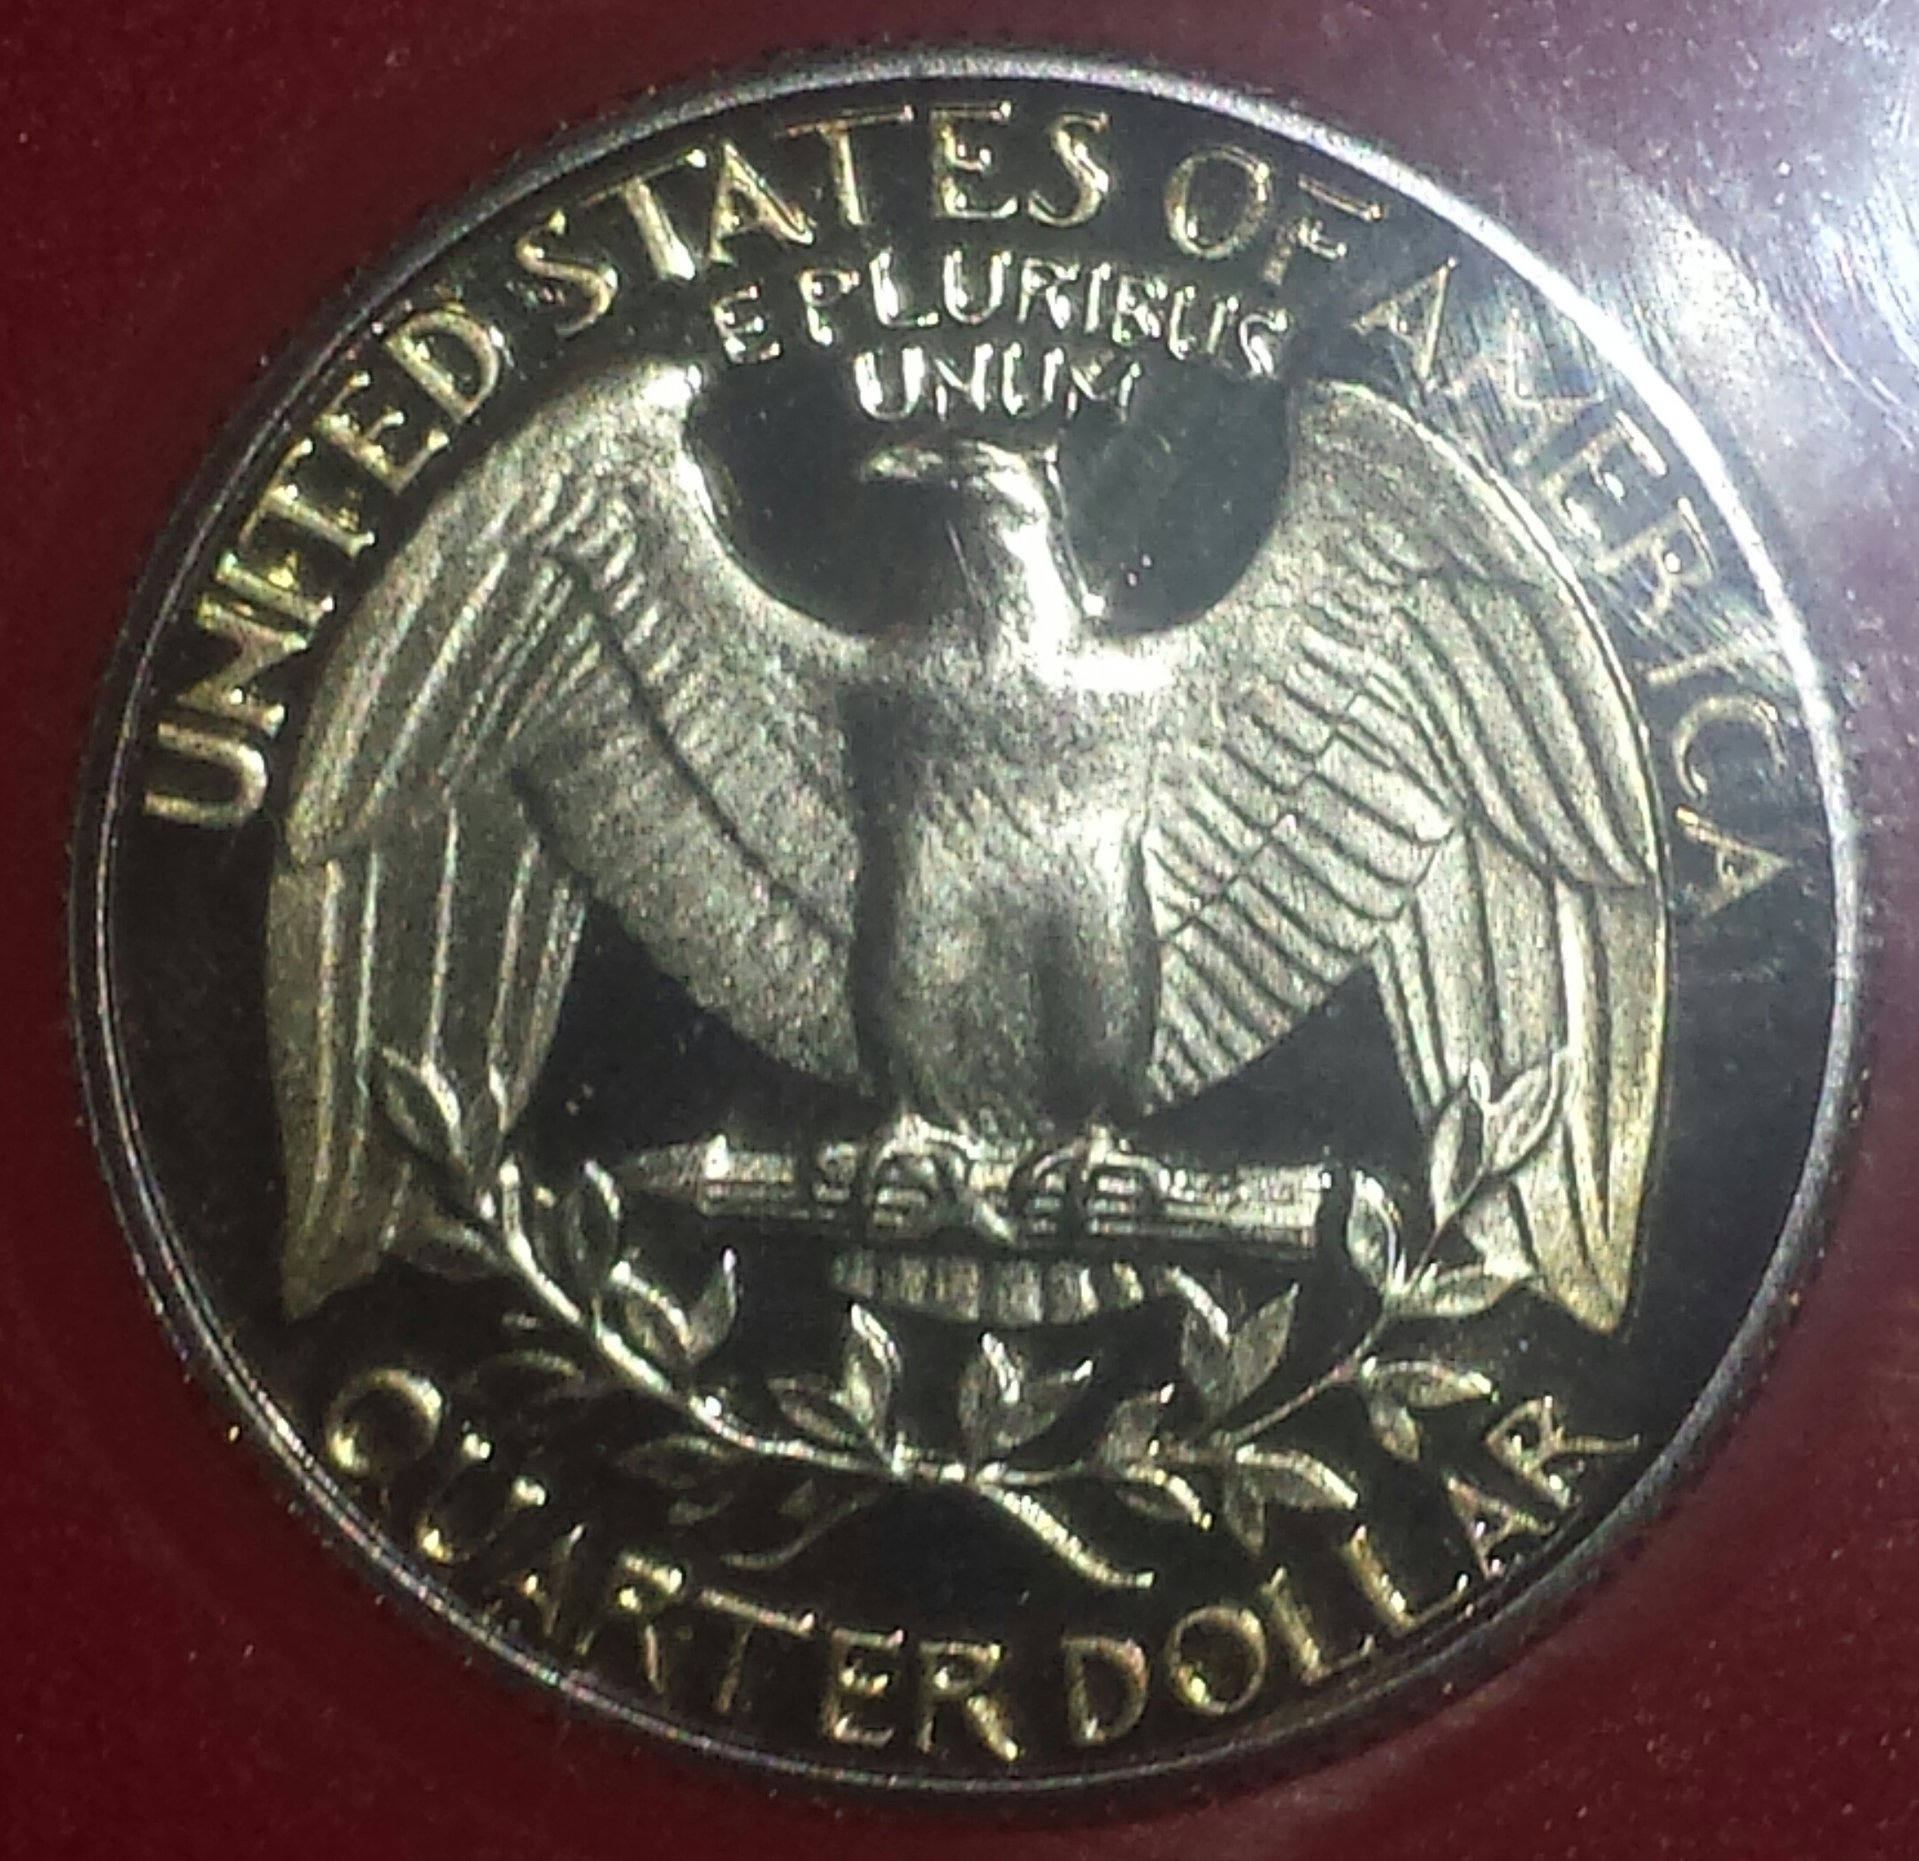 UNITED STATES OF AMERICA
E PLURIBUS
UNUM
QUARTER DOLLAR